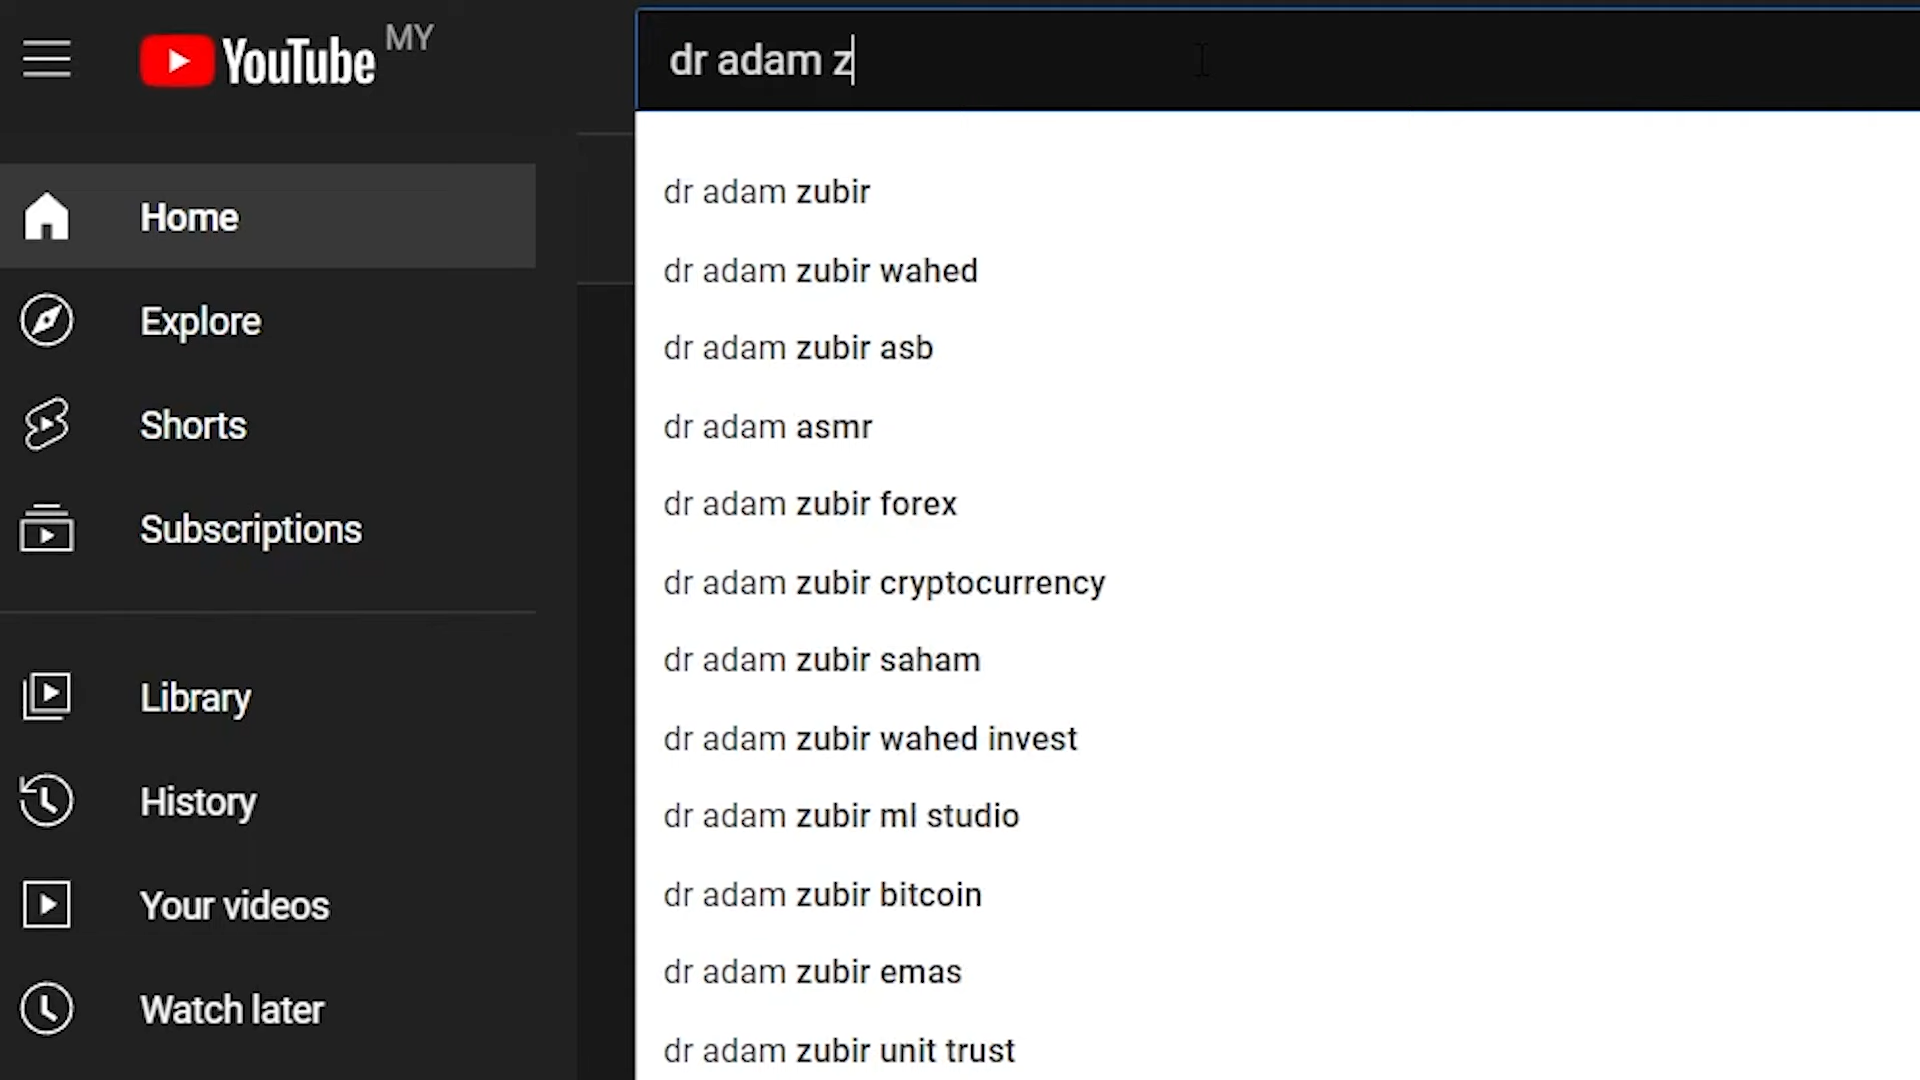 YouTube MY
dr adam z
Home
Explore
Shorts
Subscriptions
Library
History
Your videos
Watch later
dr adam zubir
dr adam zubir wahed
dr adam zubir asb
dr adam asmr
dr adam zubir forex
dr adam zubir cryptocurrency
dr adam zubir saham
dr adam zubir wahed invest
dr adam zubir ml studio
dr adam zubir bitcoin
dr adam zubir emas
dr adam zubir unit trust